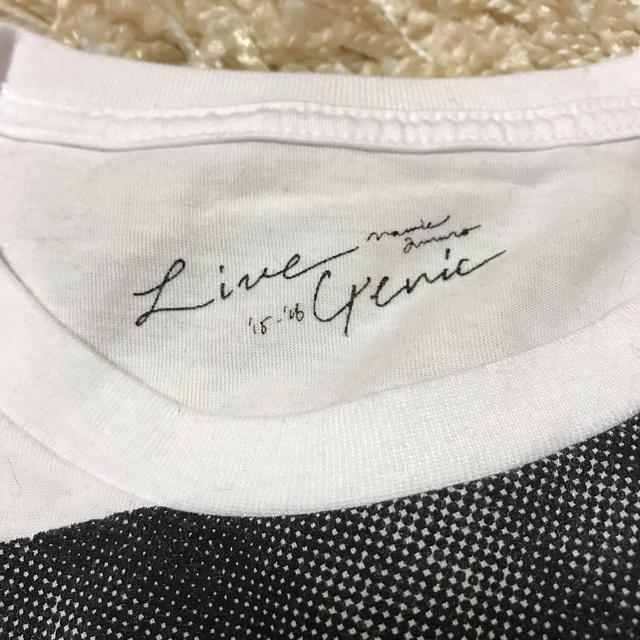 namie
amuro
Live
Genic
'15-'16